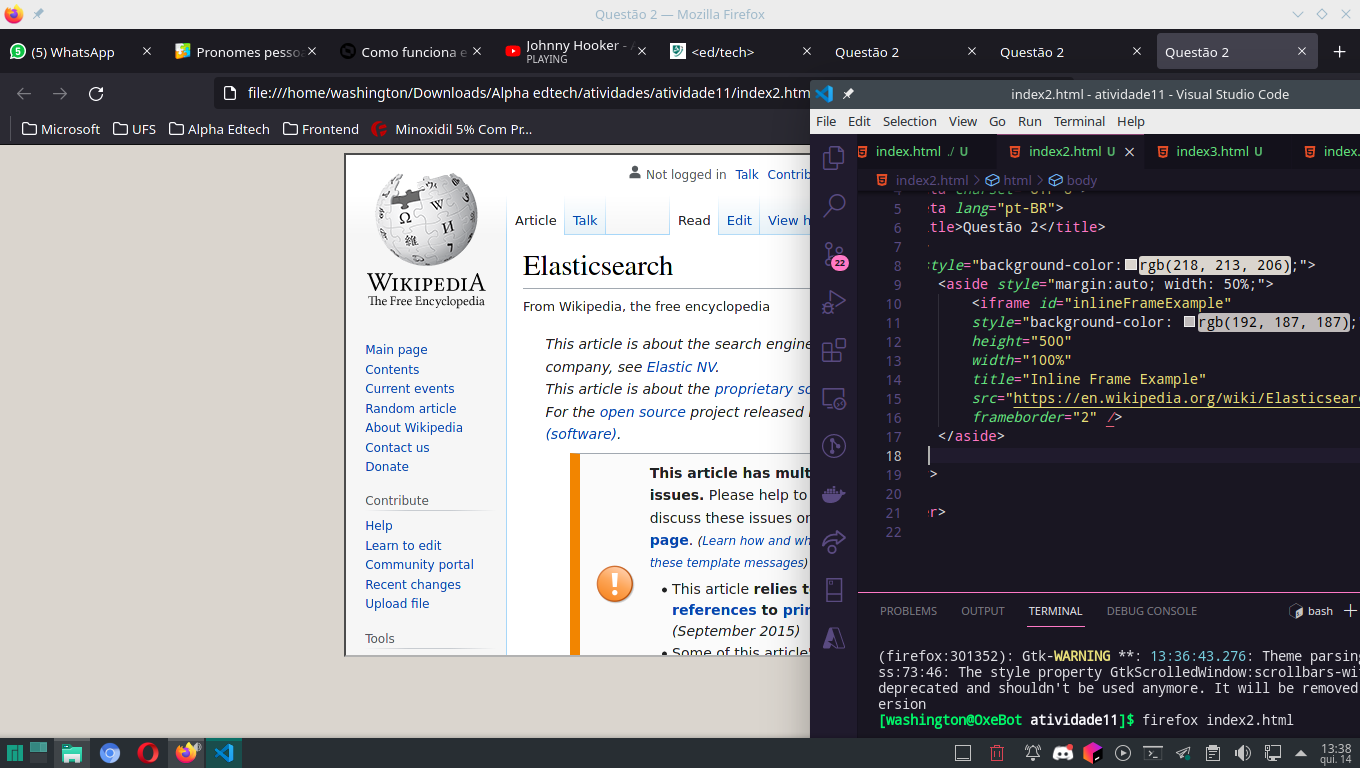 Questão 2 — Mozilla Firefox
(5) WhatsApp
Pronomes pesso
Como funciona e
Johnny Hooker -
PLAYING
<ed/tech>
Questão 2
Questão 2
Questão 2
file:///home/washington/Downloads/Alpha edtech/atividades/atividade11/index2.htm
Microsoft
UFS
Alpha Edtech
Frontend
Minoxidil 5% Com Pr...
Not logged in
Talk
Contrib
Article
Talk
Read
Edit
View h
WIKIPEDIA
The Free Encyclopedia
Elasticsearch
From Wikipedia, the free encyclopedia
This article is about the search engine
company, see Elastic NV.
This article is about the proprietary so
For the open source project released
(software).
This article has mult
issues. Please help to
discuss these issues on
page. (Learn how and wh
these template messages)
This article relies t
references to prin
(September 2015)
Some of this article'
Main page
Contents
Current events
Random article
About Wikipedia
Contact us
Donate
Contribute
Help
Learn to edit
Community portal
Recent changes
Upload file
Tools
index2.html - atividade11 - Visual Studio Code
File Edit Selection View Go Run Terminal Help
index.html ./ U
index2.html U
index3.html U
index.
index2.html > html > body
22
5 ta lang="pt-BR">
6 tle>Questão 2</title>
7
8 tyle="background-color: rgb(218, 213, 206);">
9 <aside style="margin:auto; width: 50%;">
10 <iframe id="inlineFrameExample"
11 style="background-color: rgb(192, 187, 187);
12 height="500"
13 width="100%"
14 title="Inline Frame Example"
15 src="https://en.wikipedia.org/wiki/Elasticsear
16 frameborder="2" />
17 </aside>
18
19 >
20
21 r>
22
PROBLEMS OUTPUT TERMINAL DEBUG CONSOLE
bash
(firefox:301352): Gtk-WARNING **: 13:36:43.276: Theme parsing
ss:73:46: The style property GtkScrolledWindow:scrollbars-wi
deprecated and shouldn't be used anymore. It will be removed
ersion
[washington@OxeBot atividade11]$ firefox index2.html
13:38
qui. 14